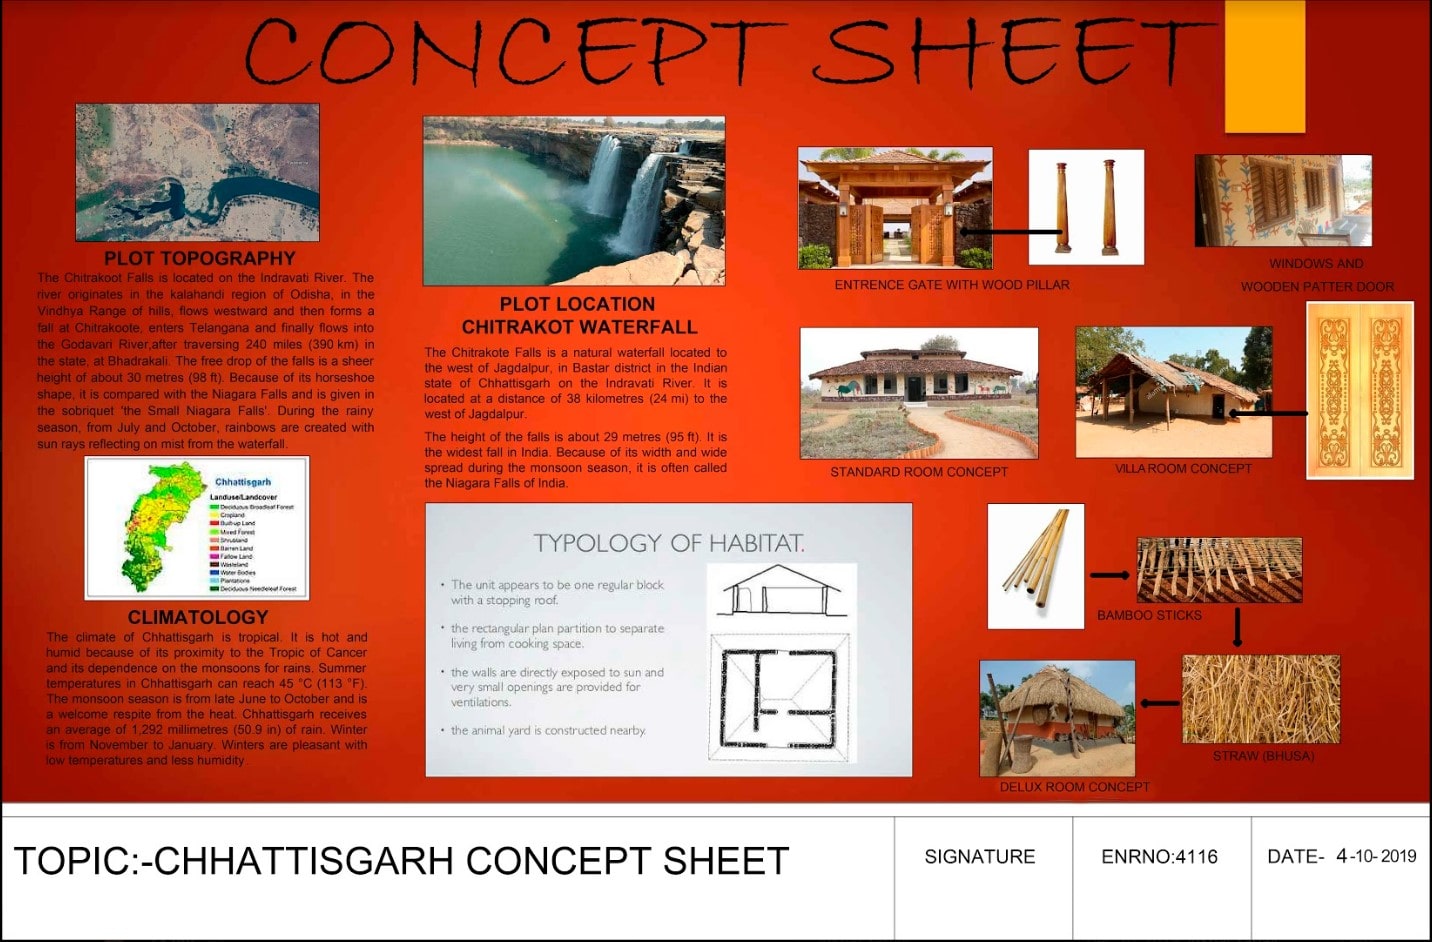 CONCEPT SHEET
PLOT TOPOGRAPHY
The Chitrakoot Falls is located on the Indravati River. The
river originates in the kalahandi region of Odisha, in the
Vindhya Range of hills, flows westward and then forms a
fall at Chitrakoote, enters Telangana and finally flows into
the Godavari River,after traversing 240 miles (390 km) in
the state, at Bhadrakali. The free drop of the falls is a sheer
height of about 30 metres (98 ft). Because of its horseshoe
shape, it is compared with the Niagara Falls and is given in
the sobriquet 'the Small Niagara Falls'. During the rainy
season, from July and October, rainbows are created with
sun rays reflecting on mist from the waterfall.
Chhattisgarh
Landuse/Landcover
Deciduous Broadleaf Forest
Cropland
Built-up Land
Mixed Forest
Shrubland
Barren Land
Fallow Land
Wasteland
Water Bodies
Plantations
Deciduous Needleleaf Forest
CLIMATOLOGY
The climate of Chhattisgarh is tropical. It is hot and
humid because of its proximity to the Tropic of Cancer
and its dependence on the monsoons for rains. Summer
temperatures in Chhattisgarh can reach 45 °C (113 °F).
The monsoon season is from late June to October and is
a welcome respite from the heat. Chhattisgarh receives
an average of 1,292 millimetres (50.9 in) of rain. Winter
is from November to January. Winters are pleasant with
low temperatures and less humidity.
PLOT LOCATION
CHITRAKOT WATERFALL
The Chitrakote Falls is a natural waterfall located to
the west of Jagdalpur, in Bastar district in the Indian
state of Chhattisgarh on the Indravati River. It is
located at a distance of 38 kilometres (24 mi) to the
west of Jagdalpur.
The height of the falls is about 29 metres (95 ft). It is
the widest fall in India. Because of its width and wide
spread during the monsoon season, it is often called
the Niagara Falls of India.
TYPOLOGY OF HABITAT.
• The unit appears to be one regular block
with a stopping roof.
• the rectangular plan partition to separate
living from cooking space.
• the walls are directly exposed to sun and
very small openings are provided for
ventilations.
• the animal yard is constructed nearby.
ENTRENCE GATE WITH WOOD PILLAR
WINDOWS AND
WOODEN PATTER DOOR
STANDARD ROOM CONCEPT
VILLA ROOM CONCEPT
BAMBOO STICKS
STRAW (BHUSA)
DELUX ROOM CONCEPT
TOPIC:-CHHATTISGARH CONCEPT SHEET
SIGNATURE
ENRNO:4116
DATE- 4-10-2019